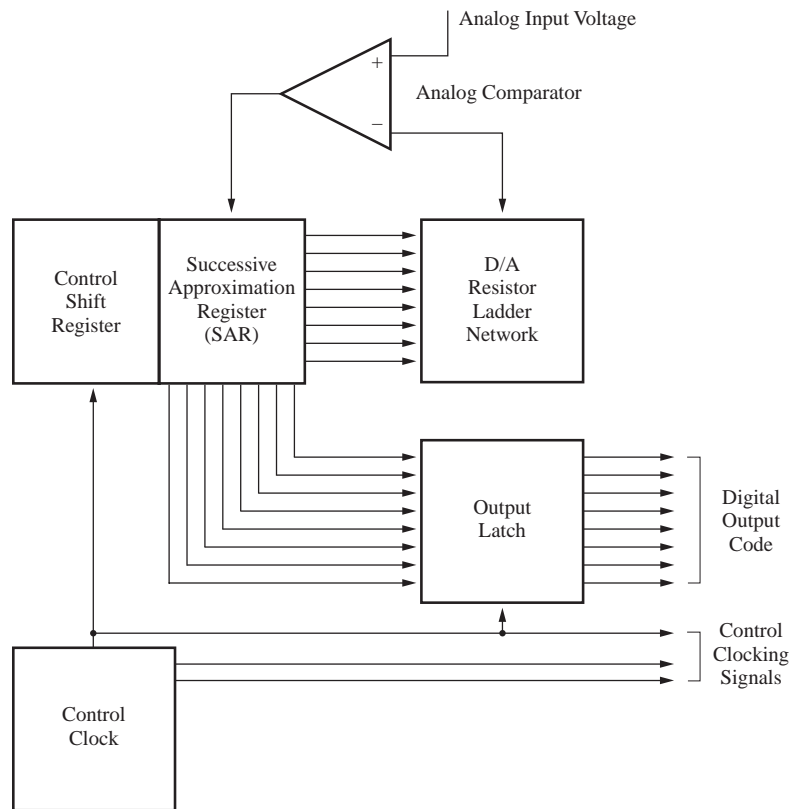 Analog Input Voltage
+
Analog Comparator
−
Control
Shift
Register
Successive
Approximation
Register
(SAR)
D/A
Resistor
Ladder
Network
Output
Latch
Digital
Output
Code
Control
Clocking
Signals
Control
Clock